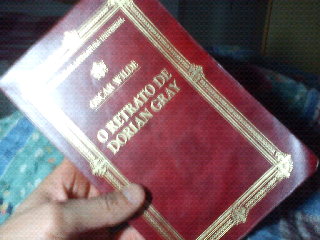 OSCAR WILDE
O RETRATO DE
DORIAN GRAY